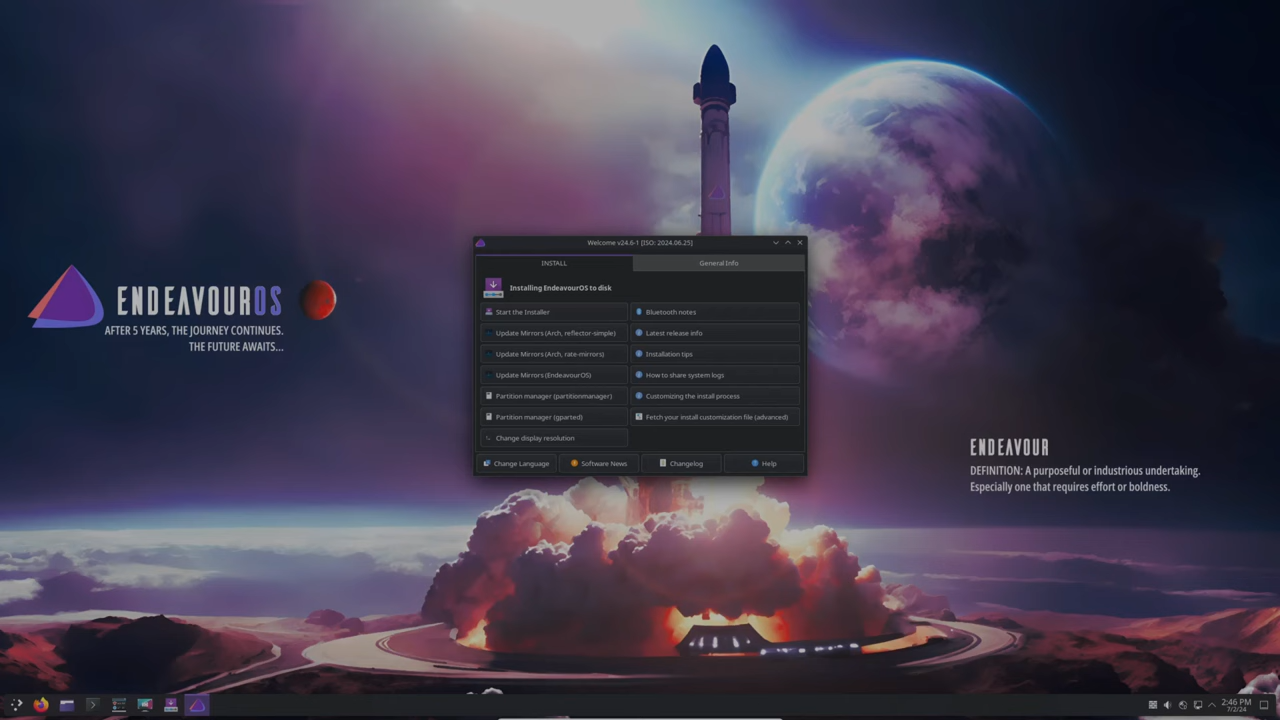 Welcome v24.6-1 [ISO: 2024.06.25]
INSTALL
General Info
Installing EndeavourOS to disk
Start the Installer
Bluetooth notes
Update Mirrors (Arch, reflector-simple)
Latest release info
Update Mirrors (Arch, rate-mirrors)
Installation tips
Update Mirrors (EndeavourOS)
How to share system logs
Partition manager (partitionmanager)
Customizing the install process
Partition manager (gparted)
Fetch your install customization file (advanced)
Change display resolution
Change Language
Software News
Changelog
Help
ENDEAVOUROS
AFTER 5 YEARS, THE JOURNEY CONTINUES.
THE FUTURE AWAITS...
ENDEAVOUR
DEFINITION: A purposeful or industrious undertaking.
Especially one that requires effort or boldness.
2:46 PM
7/2/24